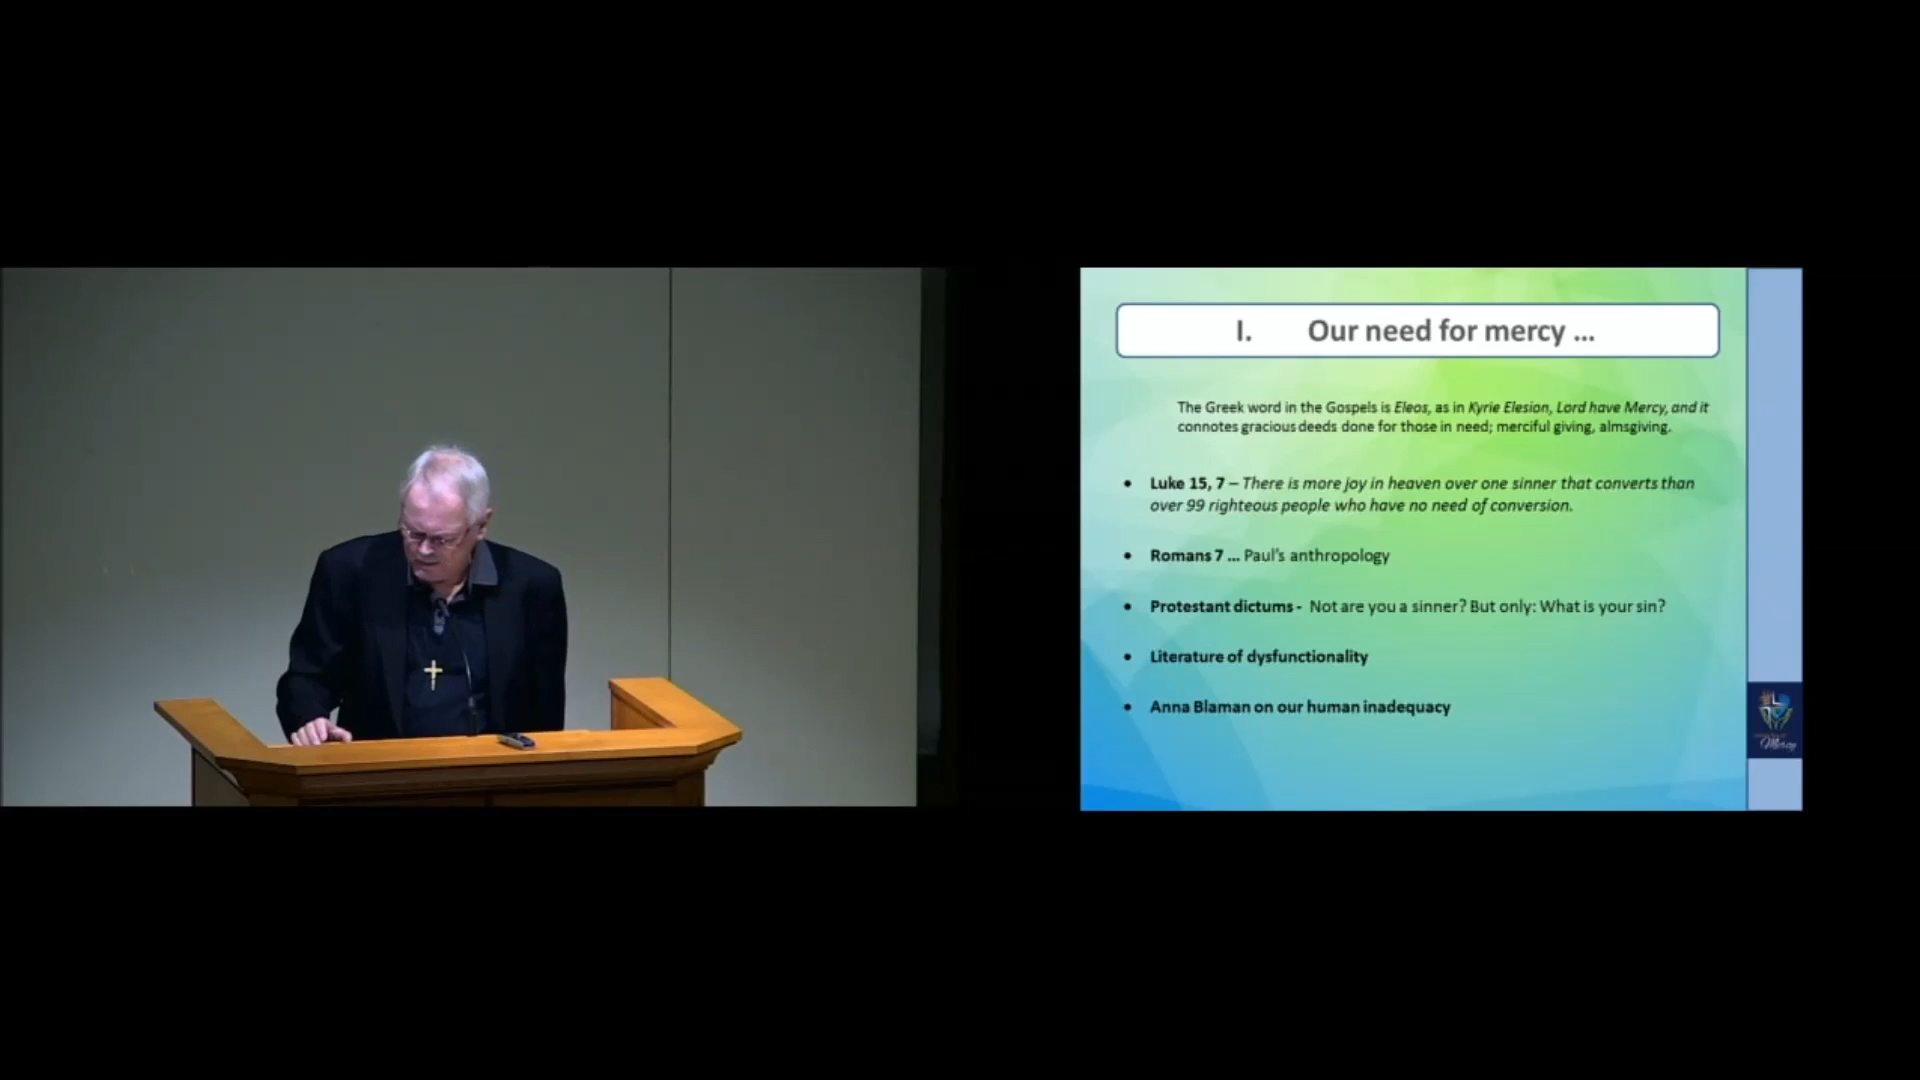 I. Our need for mercy ...
The Greek word in the Gospels is Eleos, as in Kyrie Elesion, Lord have Mercy, and it
connotes gracious deeds done for those in need; merciful giving, almsgiving.
• Luke 15, 7 – There is more joy in heaven over one sinner that converts than
over 99 righteous people who have no need of conversion.
• Romans 7 ... Paul's anthropology
• Protestant dictums - Not are you a sinner? But only: What is your sin?
• Literature of dysfunctionality
• Anna Blaman on our human inadequacy
Mercy